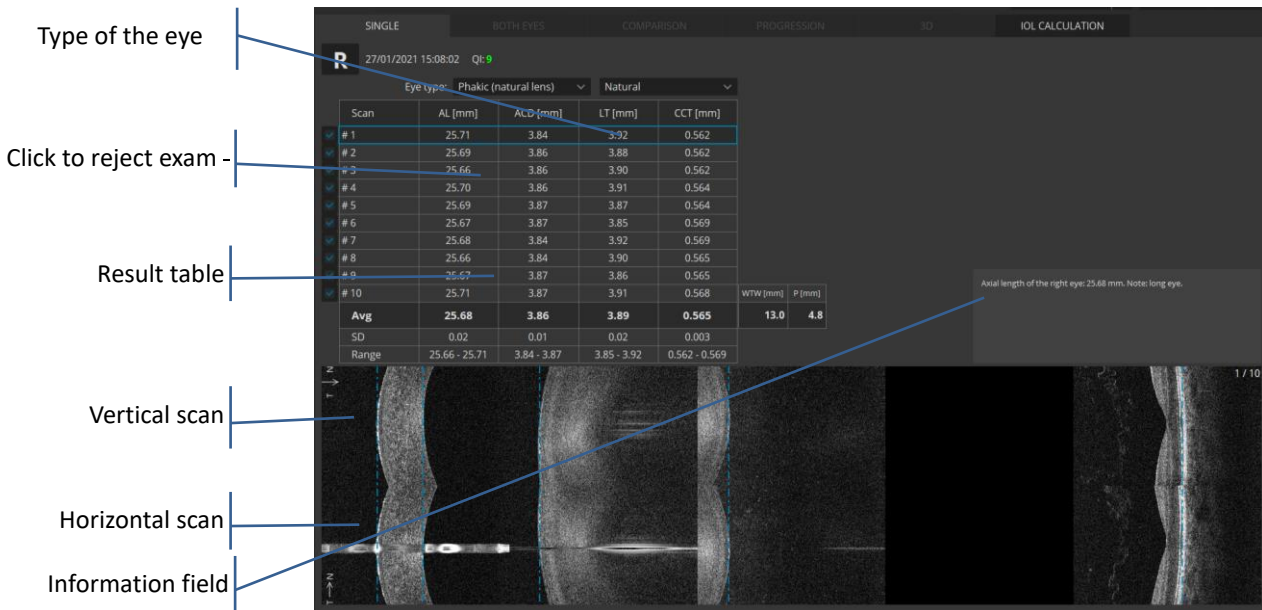 Type of the eye
Click to reject exam -
Result table
Vertical scan
Horizontal scan
Information field
SINGLE BOTH EYES COMPARISON PROGRESSION 3D IOL CALCULATION
R 27/01/2021 15:08:02 QI: 9
Eye type: Phakic (natural lens) Natural
Scan AL [mm] ACD [mm] LT [mm] CCT [mm]
# 1 25.71 3.84 3.92 0.562
# 2 25.69 3.86 3.88 0.562
# 3 25.66 3.86 3.90 0.562
# 4 25.70 3.86 3.91 0.564
# 5 25.69 3.87 3.87 0.564
# 6 25.67 3.87 3.85 0.569
# 7 25.68 3.84 3.92 0.569
# 8 25.66 3.84 3.90 0.565
# 9 25.67 3.87 3.86 0.565
# 10 25.71 3.87 3.91 0.568 WTW [mm] P [mm]
Avg 25.68 3.86 3.89 0.565 13.0 4.8
SD 0.02 0.01 0.02 0.003
Range 25.66 - 25.71 3.84 - 3.87 3.85 - 3.92 0.562 - 0.569
Axial length of the right eye: 25.68 mm. Note: long eye.
T → N
1 / 10
T → N